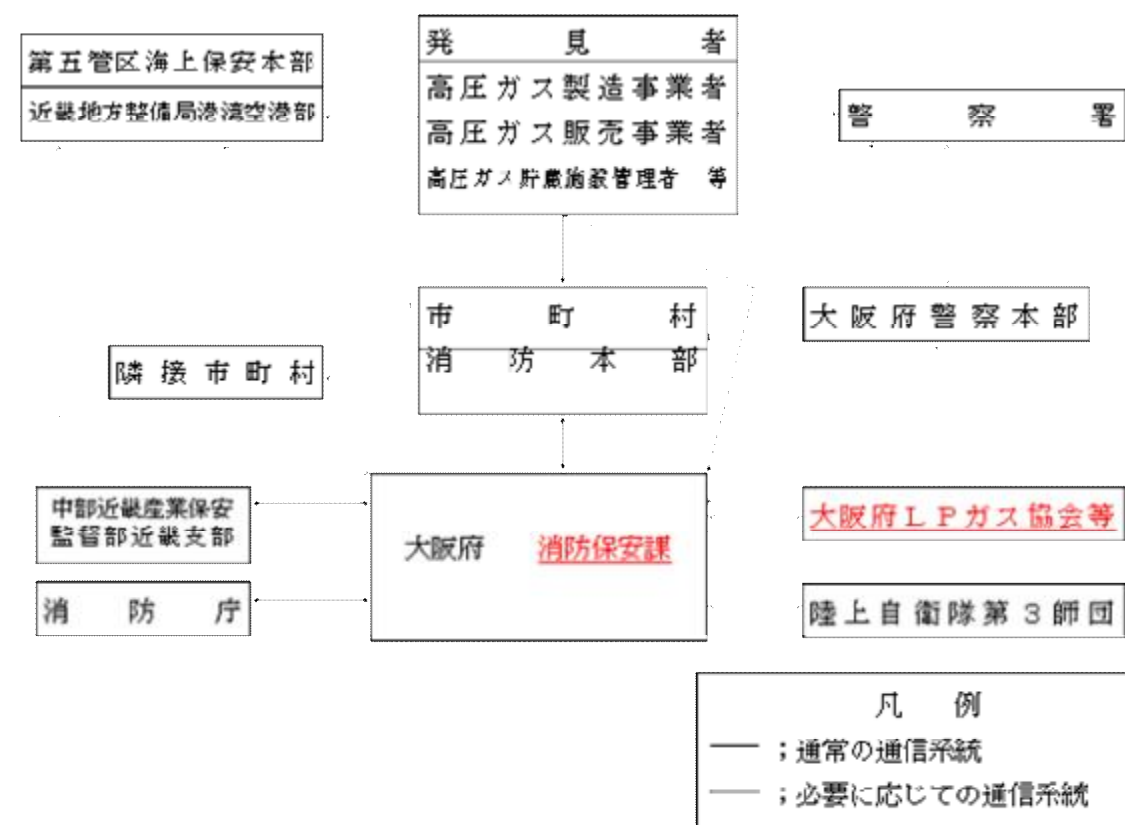 第五管区海上保安本部
近畿地方整備局港湾空港部
発見者
高圧ガス製造事業者
高圧ガス販売事業者
高圧ガス貯蔵施設管理者 等
警察署
市町村
消防本部
大阪府警察本部
隣接市町村
中部近畿産業保安
監督部近畿支部
消防庁
大阪府 消防保安課
大阪府LPガス協会等
陸上自衛隊第3師団
凡 例
;通常の通信系統
;必要に応じての通信系統